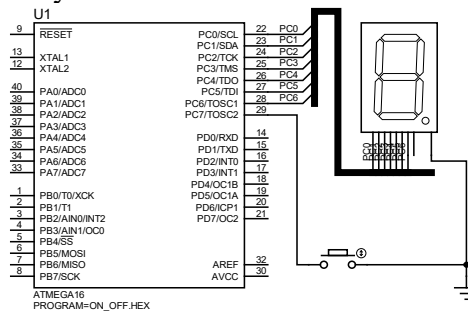 U1
9 RESET
13 XTAL1
12 XTAL2
40 PA0/ADC0
39 PA1/ADC1
38 PA2/ADC2
37 PA3/ADC3
36 PA4/ADC4
35 PA5/ADC5
34 PA6/ADC6
33 PA7/ADC7
1 PB0/T0/XCK
2 PB1/T1
3 PB2/AIN0/INT2
4 PB3/AIN1/OC0
5 PB4/SS
6 PB5/MOSI
7 PB6/MISO
8 PB7/SCK
PC0/SCL 22 PC0
PC1/SDA 23 PC1
PC2/TCK 24 PC2
PC3/TMS 25 PC3
PC4/TDO 26 PC4
PC5/TDI 27 PC5
PC6/TOSC1 28 PC6
PC7/TOSC2 29
PD0/RXD 14
PD1/TXD 15
PD2/INT0 16
PD3/INT1 17
PD4/OC1B 18
PD5/OC1A 19
PD6/ICP1 20
PD7/OC2 21
AREF 32
AVCC 30
ATMEGA16
PROGRAM=ON_OFF.HEX
PC0